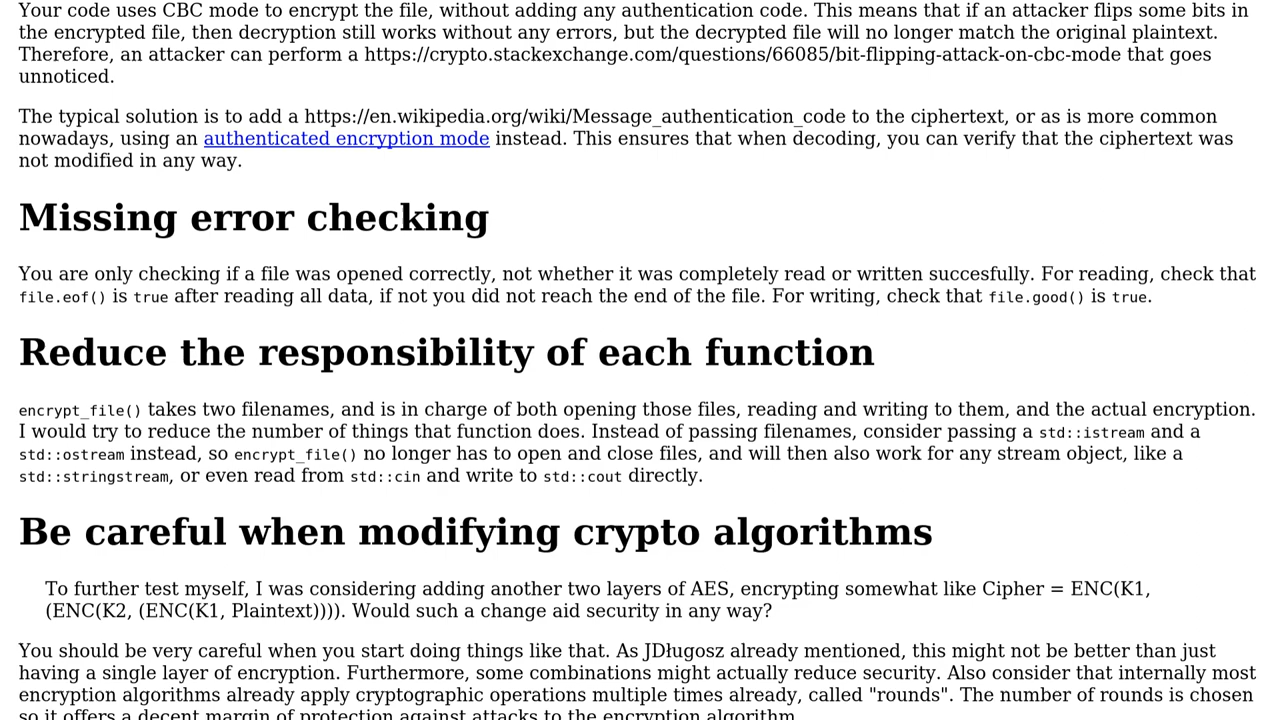 Your code uses CBC mode to encrypt the file, without adding any authentication code. This means that if an attacker flips some bits in
the encrypted file, then decryption still works without any errors, but the decrypted file will no longer match the original plaintext.
Therefore, an attacker can perform a https://crypto.stackexchange.com/questions/66085/bit-flipping-attack-on-cbc-mode that goes
unnoticed.
The typical solution is to add a https://en.wikipedia.org/wiki/Message_authentication_code to the ciphertext, or as is more common
nowadays, using an authenticated encryption mode instead. This ensures that when decoding, you can verify that the ciphertext was
not modified in any way.
Missing error checking
You are only checking if a file was opened correctly, not whether it was completely read or written succesfully. For reading, check that
file.eof() is true after reading all data, if not you did not reach the end of the file. For writing, check that file.good() is true.
Reduce the responsibility of each function
encrypt_file() takes two filenames, and is in charge of both opening those files, reading and writing to them, and the actual encryption.
I would try to reduce the number of things that function does. Instead of passing filenames, consider passing a std::istream and a
std::ostream instead, so encrypt_file() no longer has to open and close files, and will then also work for any stream object, like a
std::stringstream, or even read from std::cin and write to std::cout directly.
Be careful when modifying crypto algorithms
To further test myself, I was considering adding another two layers of AES, encrypting somewhat like Cipher = ENC(K1,
(ENC(K2, (ENC(K1, Plaintext)))). Would such a change aid security in any way?
You should be very careful when you start doing things like that. As JDługosz already mentioned, this might not be better than just
having a single layer of encryption. Furthermore, some combinations might actually reduce security. Also consider that internally most
encryption algorithms already apply cryptographic operations multiple times already, called "rounds". The number of rounds is chosen
so it offers a decent margin of protection against attacks to the encryption algorithm.